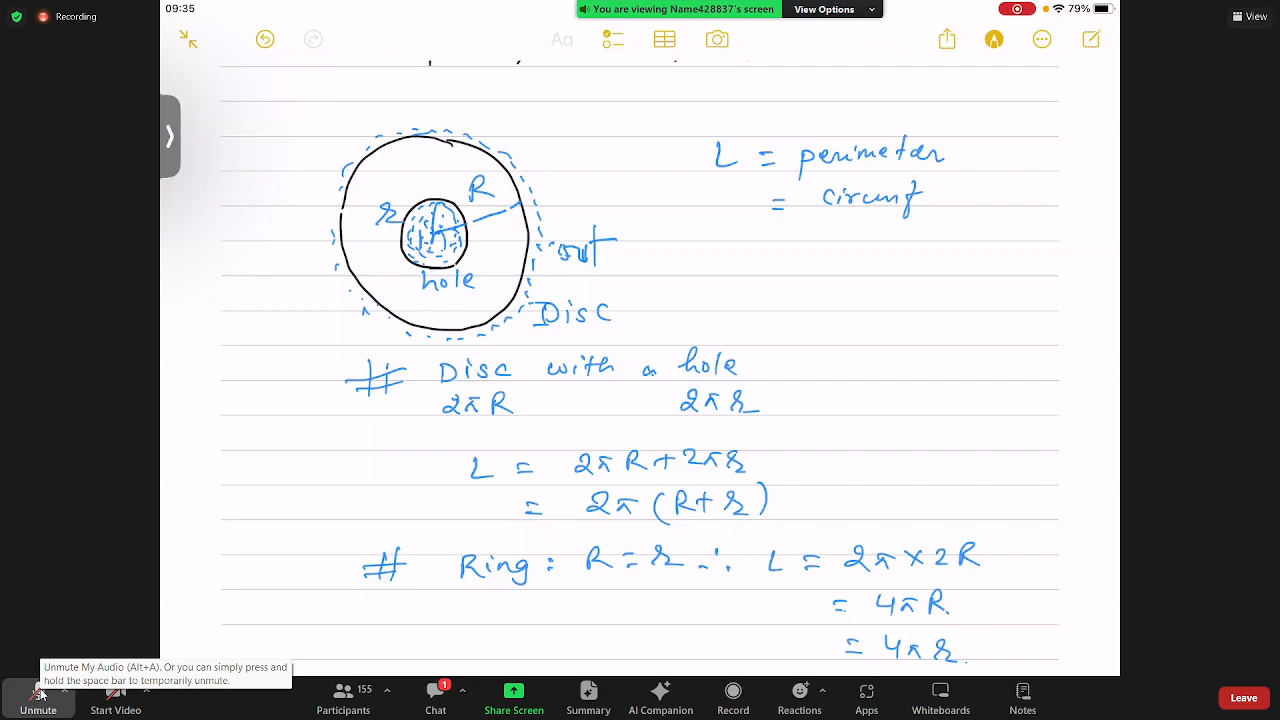 09:35
You are viewing Name428837's screen
View Options
79%
Recording
View
Aa
L = perimeter
= circumf
R
r
out
hole
Disc
# Disc with a hole
2πR 2πr
L = 2πR + 2πr
= 2π (R + r)
# Ring: R = r ∴ L = 2π × 2R
= 4πR.
= 4πr.
Unmute My Audio (Alt+A). Or you can simply press and
hold the space bar to temporarily unmute.
155
1
Unmute
Start Video
Participants
Chat
Share Screen
Summary
AI Companion
Record
Reactions
Apps
Whiteboards
Notes
Leave